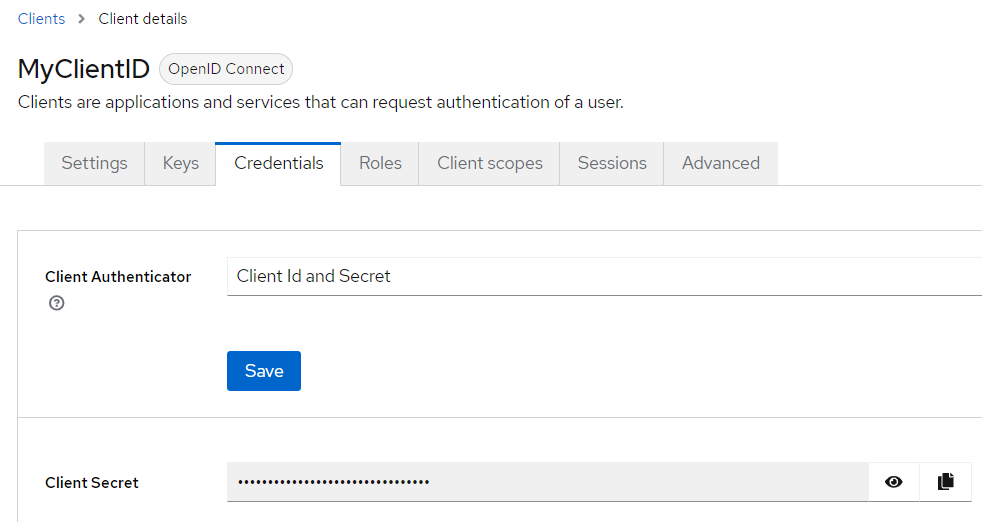 Clients > Client details
MyClientID OpenID Connect
Clients are applications and services that can request authentication of a user.
Settings Keys Credentials Roles Client scopes Sessions Advanced
Client Authenticator Client Id and Secret
?
Save
Client Secret ••••••••••••••••••••••••••••••••